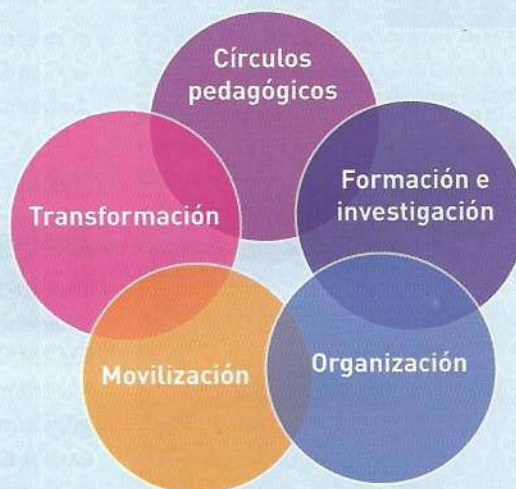 Círculos
pedagógicos
Formación e
investigación
Organización
Movilización
Transformación